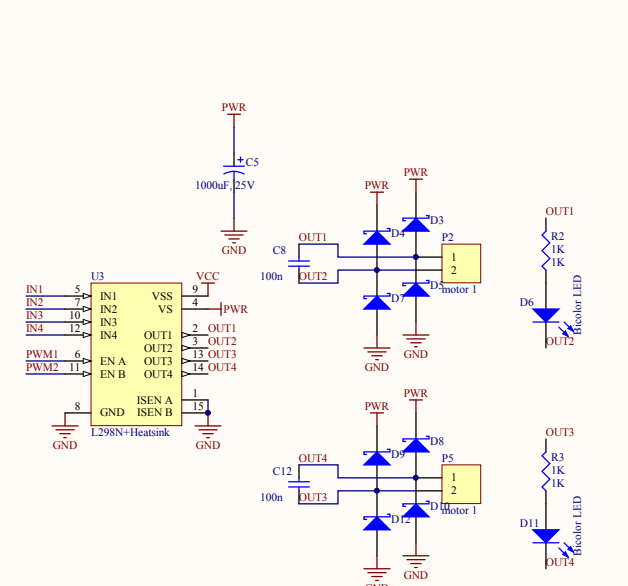 PWR
C5
1000uF, 25V
GND
PWR
PWR
D3
D4
OUT1
P2
C8
1
100n
OUT2
2
D5
D7
motor 1
GND
GND
OUT1
R2
1K
1K
D6
Bicolor LED
OUT2
U3
VCC
IN1
5
IN1
VSS
9
IN2
7
IN2
VS
4
PWR
IN3
10
IN3
IN4
12
IN4
OUT1
2
OUT1
OUT2
3
OUT2
PWM1
6
EN A
OUT3
13
OUT3
PWM2
11
EN B
OUT4
14
OUT4
ISEN A
1
8
GND
ISEN B
15
L298N+Heatsink
GND
GND
PWR
PWR
D8
D9
OUT4
P5
C12
1
100n
OUT3
2
D10
D12
motor 1
GND
GND
OUT3
R3
1K
1K
D11
Bicolor LED
OUT4